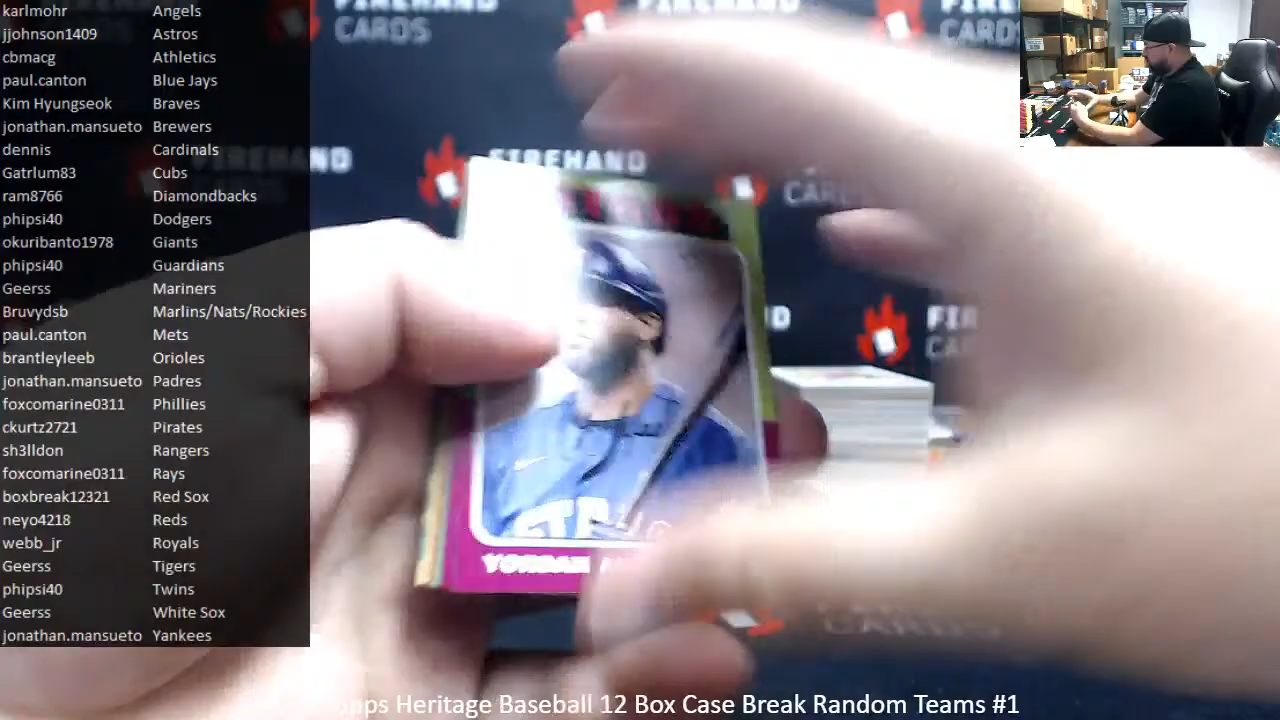 karlmohr Angels
jjohnson1409 Astros
cbmacg Athletics
paul.canton Blue Jays
Kim Hyungseok Braves
jonathan.mansueto Brewers
dennis Cardinals
Gatrlum83 Cubs
ram8766 Diamondbacks
phipsi40 Dodgers
okuribanto1978 Giants
phipsi40 Guardians
Geerss Mariners
Bruvydsb Marlins/Nats/Rockies
paul.canton Mets
brantleyleeb Orioles
jonathan.mansueto Padres
foxcomarine0311 Phillies
ckurtz2721 Pirates
sh3lldon Rangers
foxcomarine0311 Rays
boxbreak12321 Red Sox
neyo4218 Reds
webb_jr Royals
Geerss Tigers
phipsi40 Twins
Geerss White Sox
jonathan.mansueto Yankees
CARDS
FIREHAND
FIREHAND
CARDS
YORDAN
Heritage Baseball 12 Box Case Break Random Teams #1